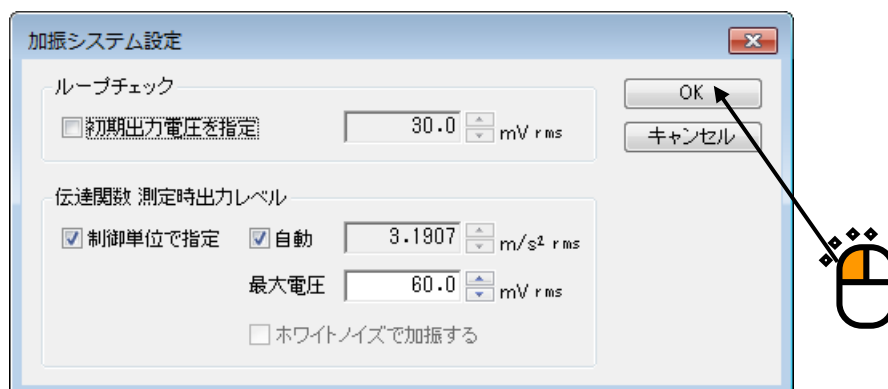 加振システム設定
ループチェック
初期出力電圧を指定 30.0 mV rms
OK
キャンセル
伝達関数 測定時出力レベル
制御単位で指定 自動 3.1907 m/s² rms
最大電圧 60.0 mV rms
ホワイトノイズで加振する